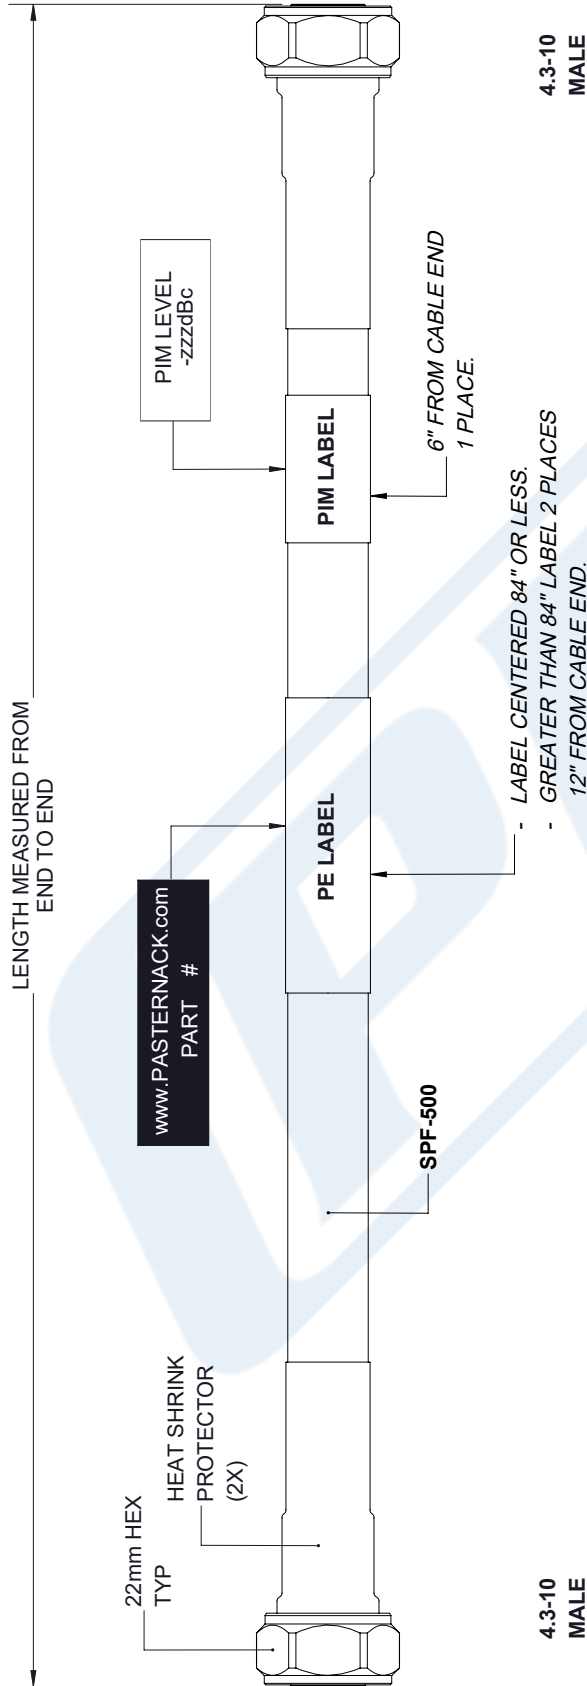 LENGTH MEASURED FROM
END TO END
4.3-10
MALE
PIM LEVEL
-zzzdBc
PIM LABEL
6" FROM CABLE END
1 PLACE.
www.PASTERNACK.com
PART #
PE LABEL
- LABEL CENTERED 84" OR LESS.
- GREATER THAN 84" LABEL 2 PLACES
12" FROM CABLE END.
SPF-500
HEAT SHRINK
PROTECTOR
(2X)
22mm HEX
TYP
4.3-10
MALE